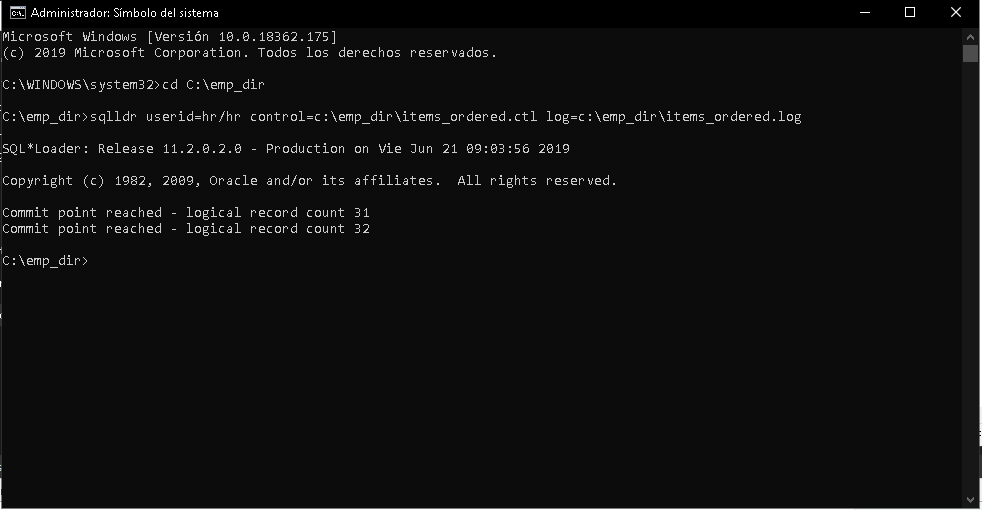 Administrador: Símbolo del sistema
Microsoft Windows [Versión 10.0.18362.175]
(c) 2019 Microsoft Corporation. Todos los derechos reservados.
C:\WINDOWS\system32>cd C:\emp_dir
C:\emp_dir>sqlldr userid=hr/hr control=c:\emp_dir\items_ordered.ctl log=c:\emp_dir\items_ordered.log
SQL*Loader: Release 11.2.0.2.0 - Production on Vie Jun 21 09:03:56 2019
Copyright (c) 1982, 2009, Oracle and/or its affiliates.  All rights reserved.
Commit point reached - logical record count 31
Commit point reached - logical record count 32
C:\emp_dir>